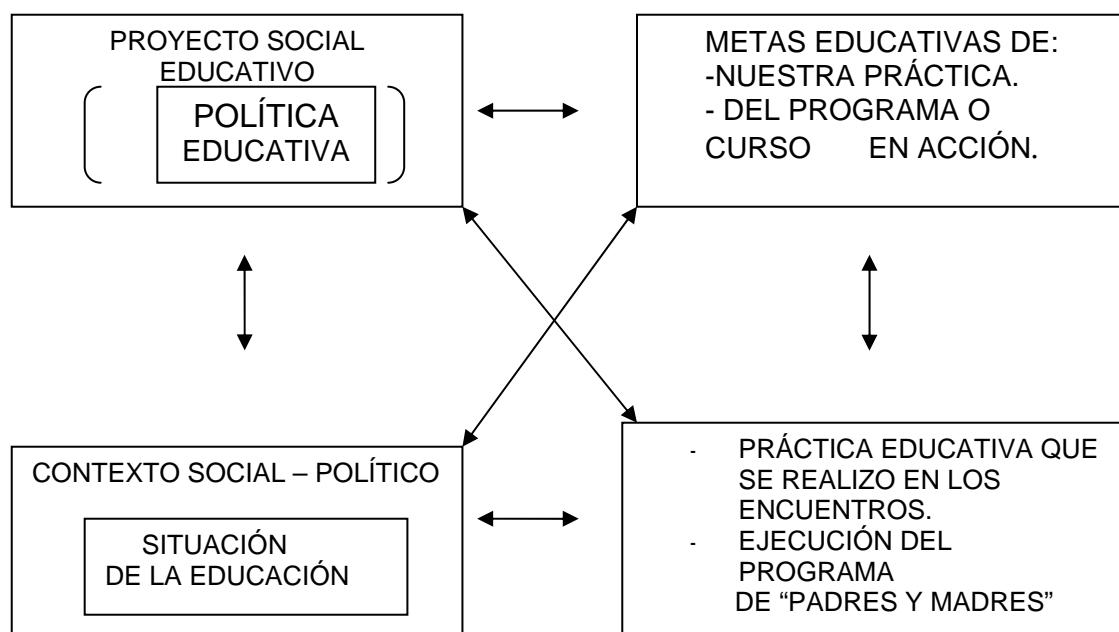 PROYECTO SOCIAL
EDUCATIVO
POLÍTICA
EDUCATIVA
METAS EDUCATIVAS DE:
-NUESTRA PRÁCTICA.
- DEL PROGRAMA O
CURSO EN ACCIÓN.
CONTEXTO SOCIAL – POLÍTICO
SITUACIÓN
DE LA EDUCACIÓN
- PRÁCTICA EDUCATIVA QUE
SE REALIZO EN LOS
ENCUENTROS.
- EJECUCIÓN DEL
PROGRAMA
DE “PADRES Y MADRES”